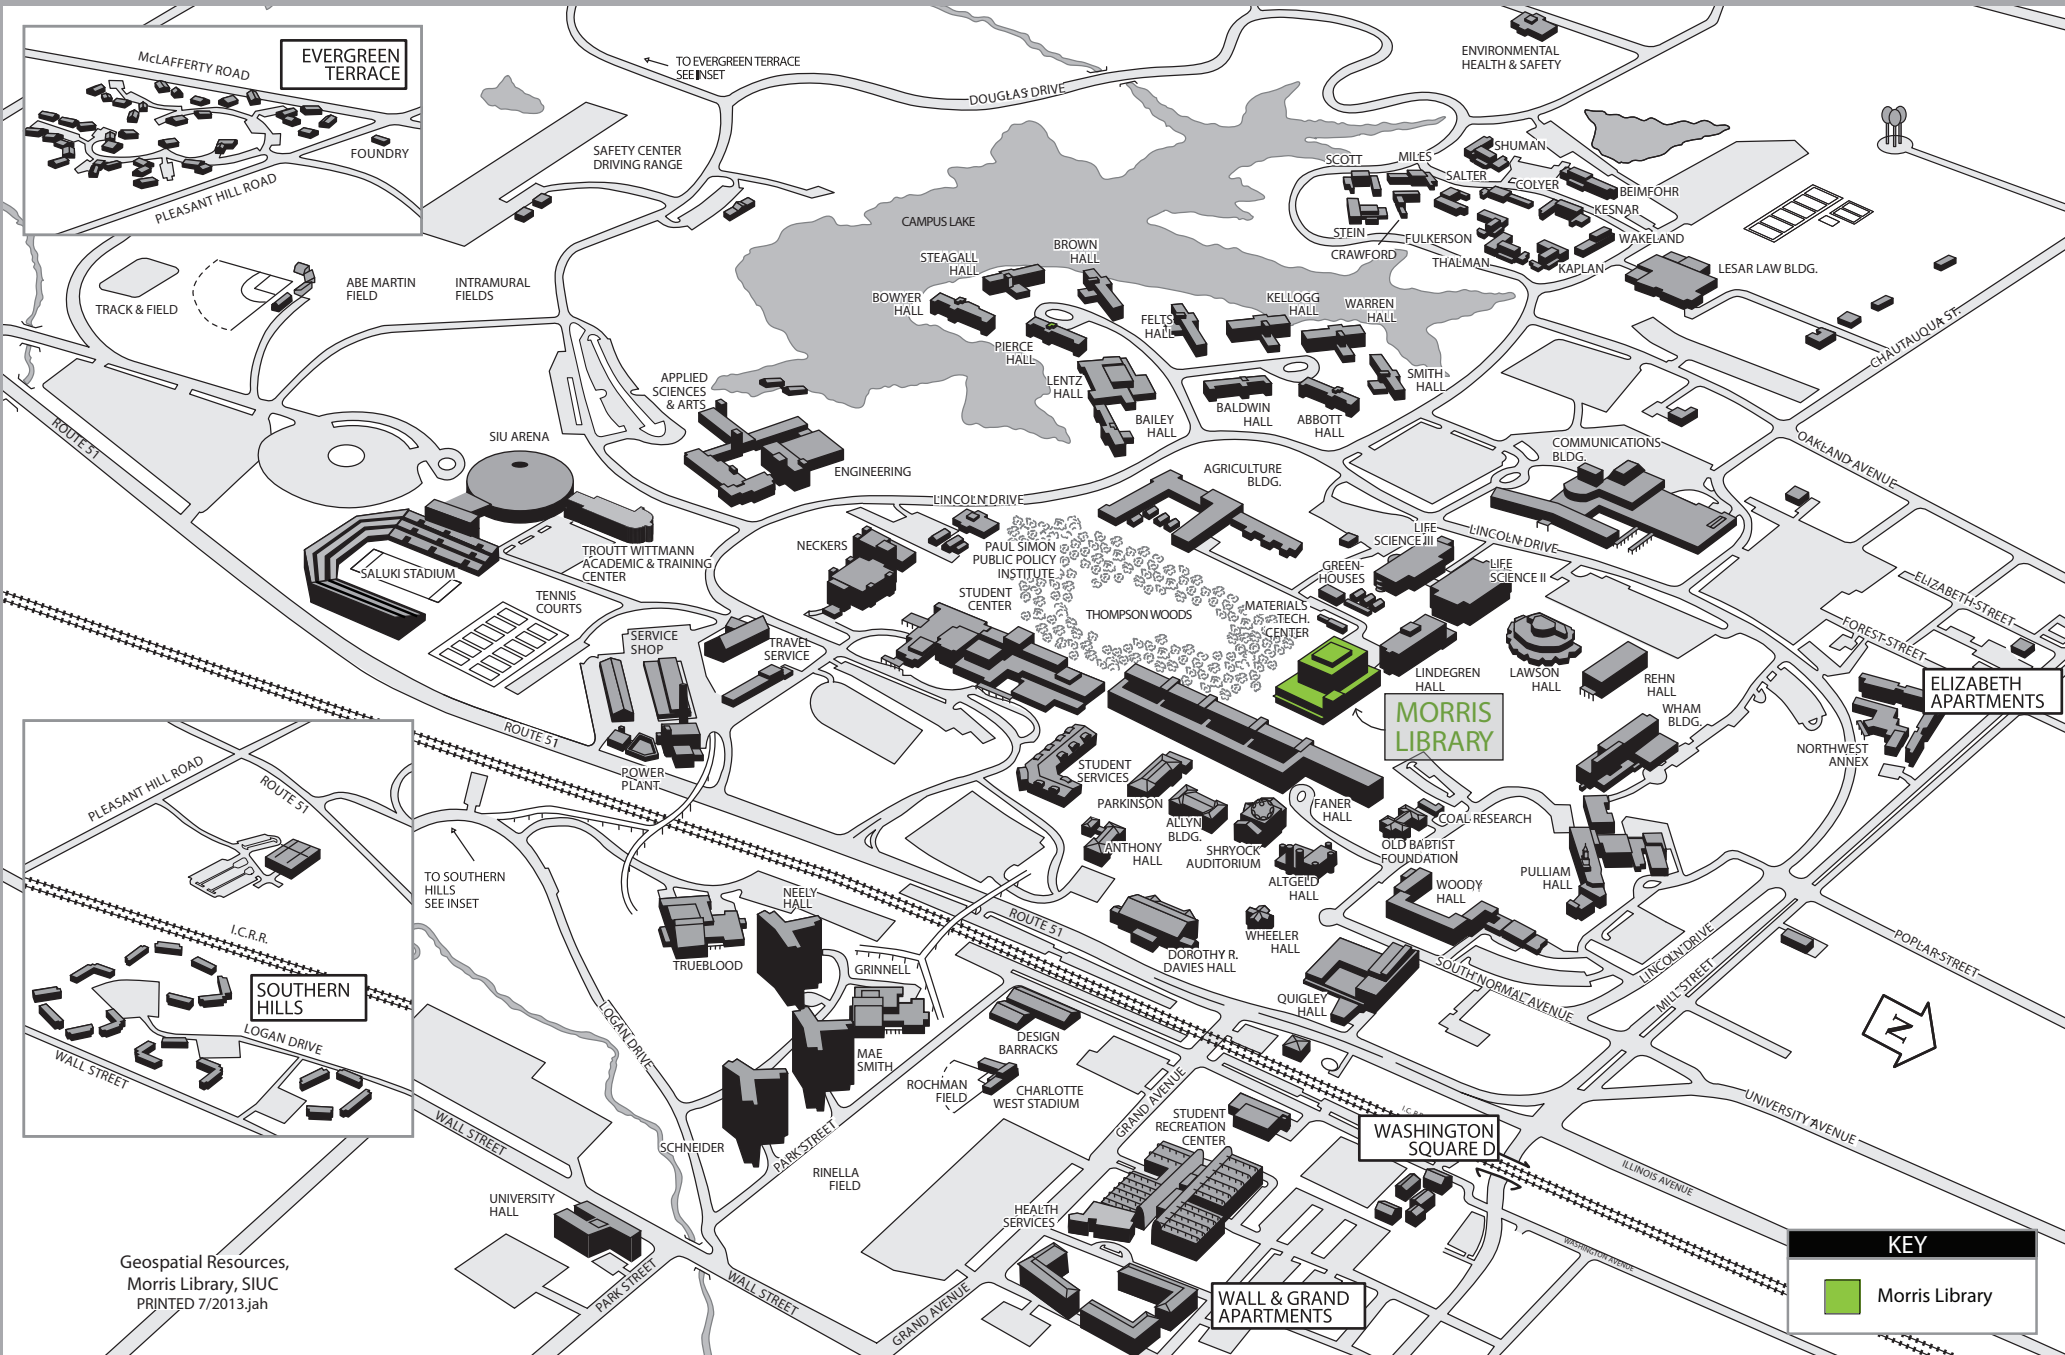 EVERGREEN
TERRACE
McLAFFERTY ROAD
FOUNDRY
PLEASANT HILL ROAD
TO EVERGREEN TERRACE
SEE INSET
DOUGLAS DRIVE
ENVIRONMENTAL
HEALTH & SAFETY
SAFETY CENTER
DRIVING RANGE
SCOTT
MILES
SHUMAN
SALTER
COLYER
BEIMFOHR
KESNAR
STEIN
CRAWFORD
FULKERSON
THALMAN
WAKELAND
KAPLAN
LESAR LAW BLDG.
CAMPUS LAKE
STEAGALL
HALL
BROWN
HALL
BOWYER
HALL
PIERCE
HALL
FELTS
HALL
KELLOGG
HALL
WARREN
HALL
LENTZ
HALL
SMITH
HALL
BAILEY
HALL
BALDWIN
HALL
ABBOTT
HALL
CHAUTAUQUA ST.
TRACK & FIELD
ABE MARTIN
FIELD
INTRAMURAL
FIELDS
APPLIED
SCIENCES
& ARTS
ENGINEERING
ROUTE 51
SIU ARENA
LINCOLN DRIVE
AGRICULTURE
BLDG.
COMMUNICATIONS
BLDG.
OAKLAND AVENUE
LINCOLN DRIVE
ELIZABETH STREET
FOREST STREET
SALUKI STADIUM
TROUTT WITTMANN
ACADEMIC & TRAINING
CENTER
TENNIS
COURTS
NECKERS
PAUL SIMON
PUBLIC POLICY
INSTITUTE
STUDENT
CENTER
THOMPSON WOODS
LIFE
SCIENCE III
GREEN-
HOUSES
LIFE
SCIENCE II
MATERIALS
TECH.
CENTER
LINDEGREN
HALL
LAWSON
HALL
REHN
HALL
ELIZABETH
APARTMENTS
MORRIS
LIBRARY
WHAM
BLDG.
NORTHWEST
ANNEX
SERVICE
SHOP
TRAVEL
SERVICE
ROUTE 51
POWER
PLANT
STUDENT
SERVICES
PARKINSON
ALLYN
BLDG.
SHRYOCK
AUDITORIUM
FANER
HALL
COAL RESEARCH
OLD BAPTIST
FOUNDATION
ANTHONY
HALL
ALTGELD
HALL
WOODY
HALL
PULLIAM
HALL
PLEASANT HILL ROAD
ROUTE 51
I.C.R.R.
SOUTHERN
HILLS
LOGAN DRIVE
WALL STREET
TO SOUTHERN
HILLS
SEE INSET
NEELY
HALL
TRUEBLOOD
GRINNELL
ROUTE 51
DOROTHY R.
DAVIES HALL
WHEELER
HALL
QUIGLEY
HALL
SOUTH NORMAL AVENUE
LINCOLN DRIVE
MILL STREET
POPLAR STREET
N
LOGAN DRIVE
MAE
SMITH
DESIGN
BARRACKS
ROCHMAN
FIELD
CHARLOTTE
WEST STADIUM
SCHNEIDER
PARK STREET
RINELLA
FIELD
GRAND AVENUE
STUDENT
RECREATION
CENTER
WASHINGTON
SQUARE D
UNIVERSITY AVENUE
ILLINOIS AVENUE
WASHINGTON AVENUE
WALL STREET
UNIVERSITY
HALL
HEALTH
SERVICES
PARK STREET
WALL STREET
GRAND AVENUE
WALL & GRAND
APARTMENTS
Geospatial Resources,
Morris Library, SIUC
PRINTED 7/2013.jah
KEY
Morris Library